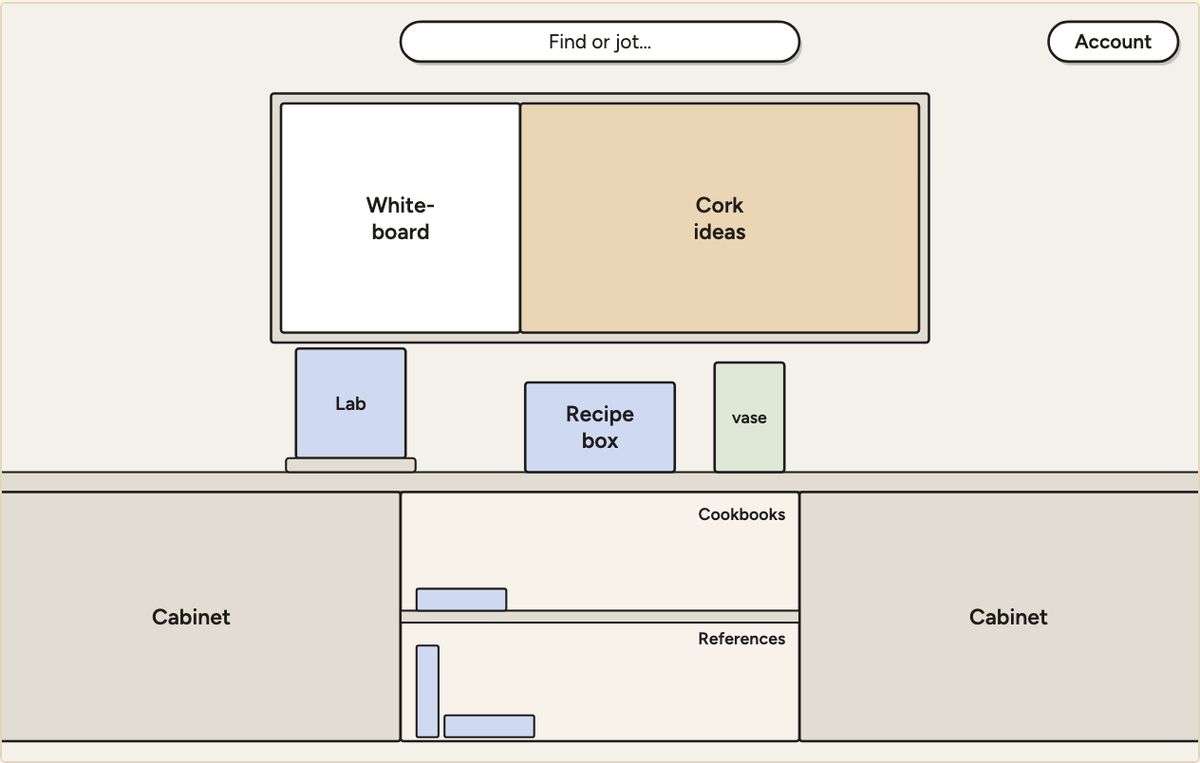 Find or jot...
Account
White-
board
Cork
ideas
Lab
Recipe
box
vase
Cookbooks
Cabinet
Cabinet
References